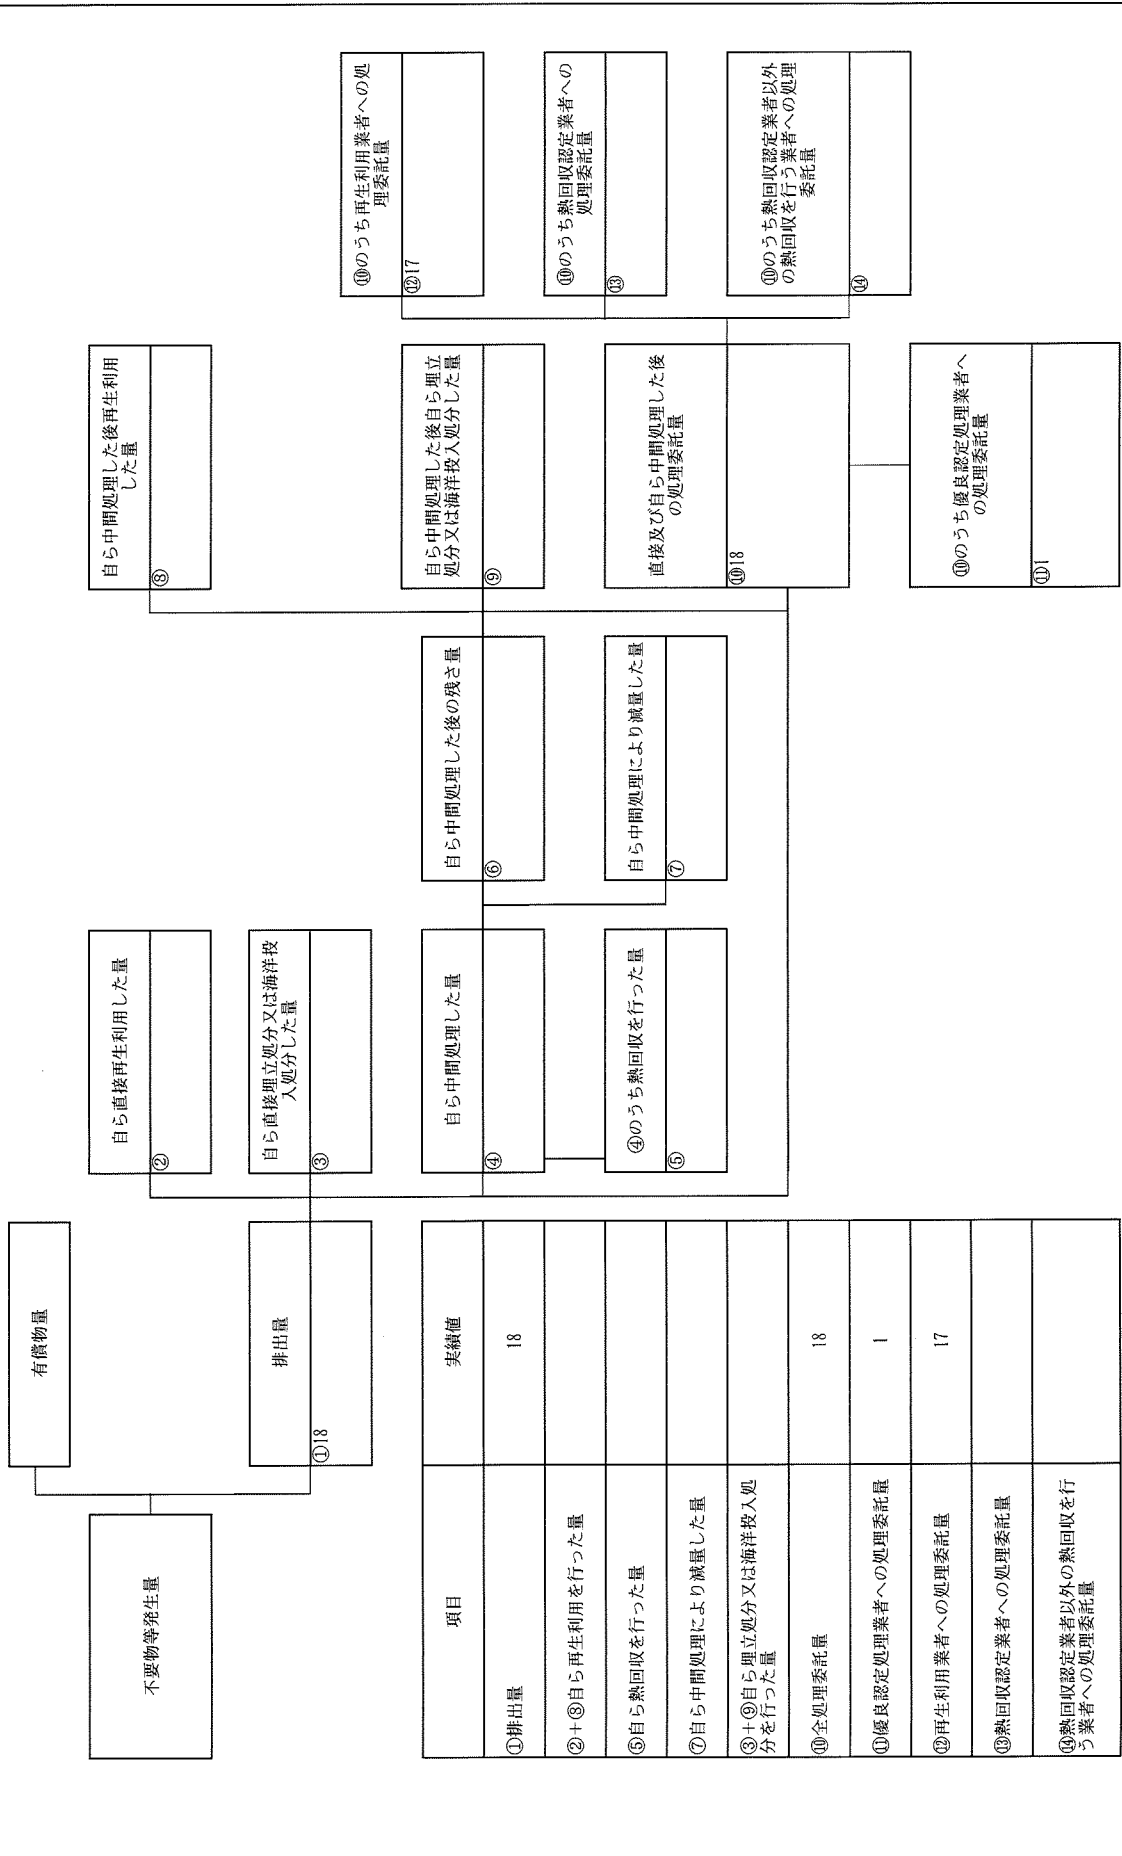 不要物等発生量
有償物量
排出量
①18
自ら直接再生利用した量
②
自ら直接埋立処分又は海洋投
入処分した量
③
自ら中間処理した量
④
④のうち熱回収を行った量
⑤
自ら中間処理した後の残さ量
⑥
自ら中間処理により減量した量
⑦
自ら中間処理した後再生利用
した量
⑧
自ら中間処理した後自ら埋立
処分又は海洋投入処分した量
⑨
直接及び自ら中間処理した後
の処理委託量
⑩18
⑩のうち優良認定処理業者へ
の処理委託量
⑪1
⑩のうち再生利用業者への処
理委託量
⑫17
⑩のうち熱回収認定業者への
処理委託量
⑬
⑩のうち熱回収認定業者以外
の熱回収を行う業者への処理
委託量
⑭
項目 実績値
①排出量 18
②+⑧自ら再生利用を行った量
⑤自ら熱回収を行った量
⑦自ら中間処理により減量した量
③+⑨自ら埋立処分又は海洋投入処
分を行った量
⑩全処理委託量 18
⑪優良認定処理業者への処理委託量 1
⑫再生利用業者への処理委託量 17
⑬熱回収認定業者への処理委託量
⑭熱回収認定業者以外の熱回収を行
う業者への処理委託量